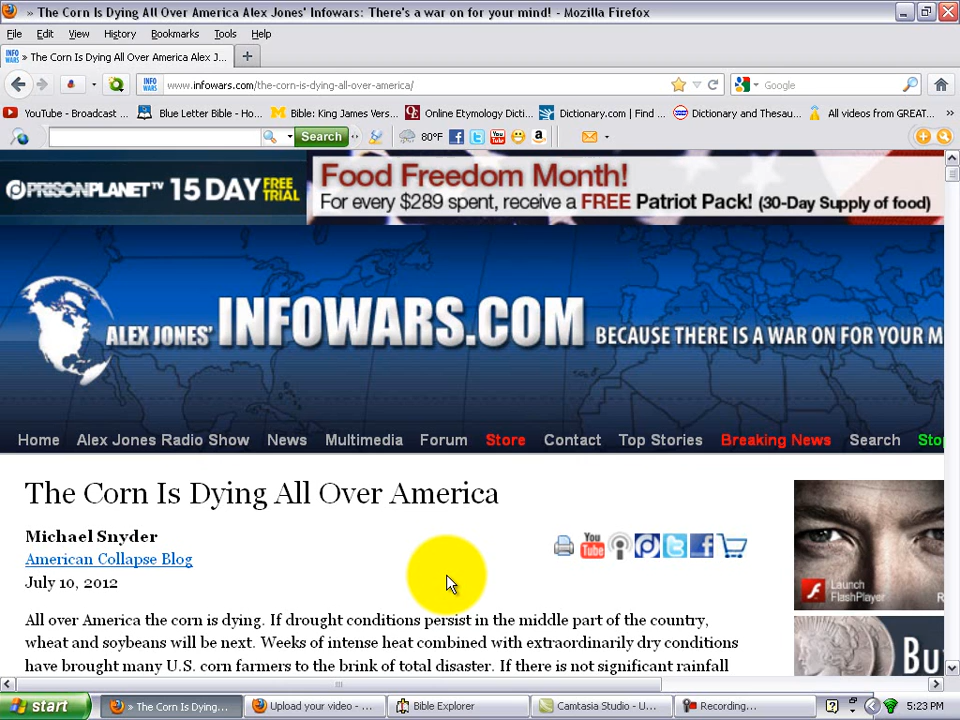 » The Corn Is Dying All Over America Alex Jones' Infowars: There's a war on for your mind! - Mozilla Firefox
File Edit View History Bookmarks Tools Help
INFO WARS » The Corn Is Dying All Over America Alex J...
INFO WARS www.infowars.com/the-corn-is-dying-all-over-america/ Google
YouTube - Broadcast ... Blue Letter Bible - Ho... Bible: King James Vers... Online Etymology Dicti... Dictionary.com | Find ... Dictionary and Thesau... All videos from GREAT... »
Search 80°F
PRISONPLANET TV 15 DAY FREE TRIAL
Food Freedom Month!
For every $289 spent, receive a FREE Patriot Pack! (30-Day Supply of food)
ALEX JONES' INFOWARS.COM BECAUSE THERE IS A WAR ON FOR YOUR M
Home Alex Jones Radio Show News Multimedia Forum Store Contact Top Stories Breaking News Search Sto
The Corn Is Dying All Over America
Michael Snyder
American Collapse Blog
July 10, 2012
You Tube
All over America the corn is dying. If drought conditions persist in the middle part of the country,
wheat and soybeans will be next. Weeks of intense heat combined with extraordinarily dry conditions
have brought many U.S. corn farmers to the brink of total disaster. If there is not significant rainfall
Launch
FlashPlayer R
Bu
start » The Corn Is Dying... Upload your video - ... Bible Explorer Camtasia Studio - U... Recording... 5:23 PM